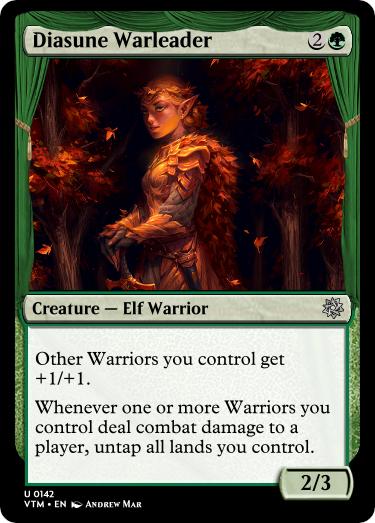 Diasune Warleader 2
Creature — Elf Warrior
Other Warriors you control get
+1/+1.
Whenever one or more Warriors you
control deal combat damage to a
player, untap all lands you control.
2/3
U 0142
VTM • EN Andrew Mar